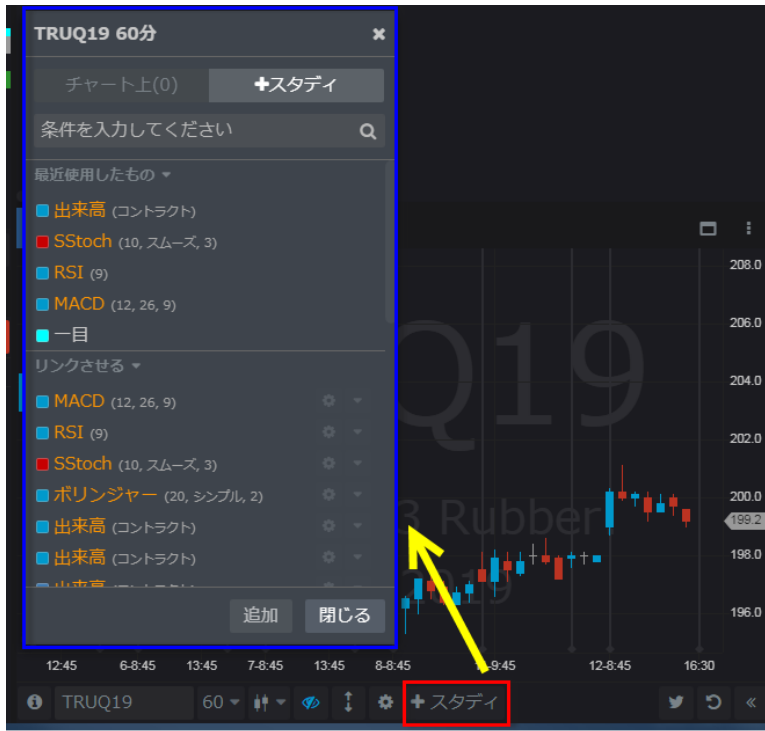 TRUQ19 60分
チャート上(0)
スタディ
条件を入力してください
最近使用したもの
出来高 (コントラクト)
SStoch (10, スムーズ, 3)
RSI (9)
MACD (12, 26, 9)
一目
リンクさせる
MACD (12, 26, 9)
RSI (9)
SStoch (10, スムーズ, 3)
ボリンジャー (20, シンプル, 2)
出来高 (コントラクト)
出来高 (コントラクト)
追加
閉じる
Q19
3 Rubber
2019
208.0
206.0
204.0
202.0
200.0
199.2
198.0
196.0
12:45 6-8:45 13:45 7-8:45 13:45 8-8:45 9:45 12-8:45 16:30
TRUQ19 60 スタディ